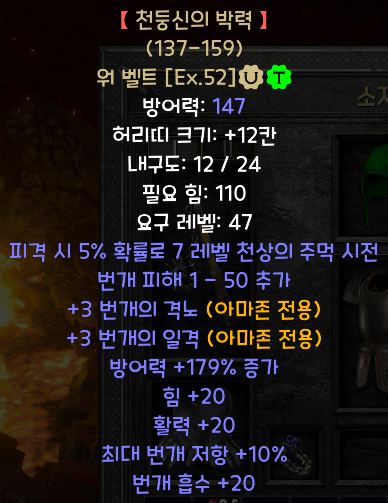 【 천둥신의 박력 】
(137-159)
워 벨트 [Ex.52] U T
방어력: 147
허리띠 크기: +12칸
내구도: 12 / 24
필요 힘: 110
요구 레벨: 47
피격 시 5% 확률로 7 레벨 천상의 주먹 시전
번개 피해 1 - 50 추가
+3 번개의 격노 (아마존 전용)
+3 번개의 일격 (아마존 전용)
방어력 +179% 증가
힘 +20
활력 +20
최대 번개 저항 +10%
번개 흡수 +20